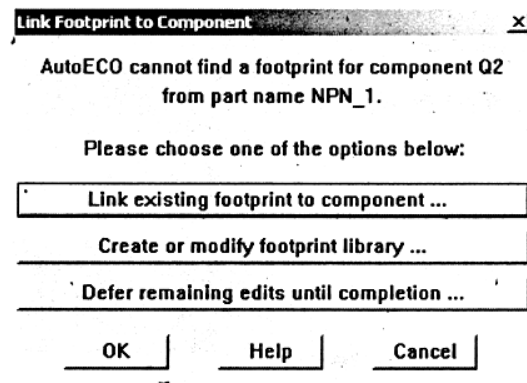 Link Footprint to Component
AutoECO cannot find a footprint for component Q2
from part name NPN_1.
Please choose one of the options below:
Link existing footprint to component ...
Create or modify footprint library ...
Defer remaining edits until completion ...
OK Help Cancel